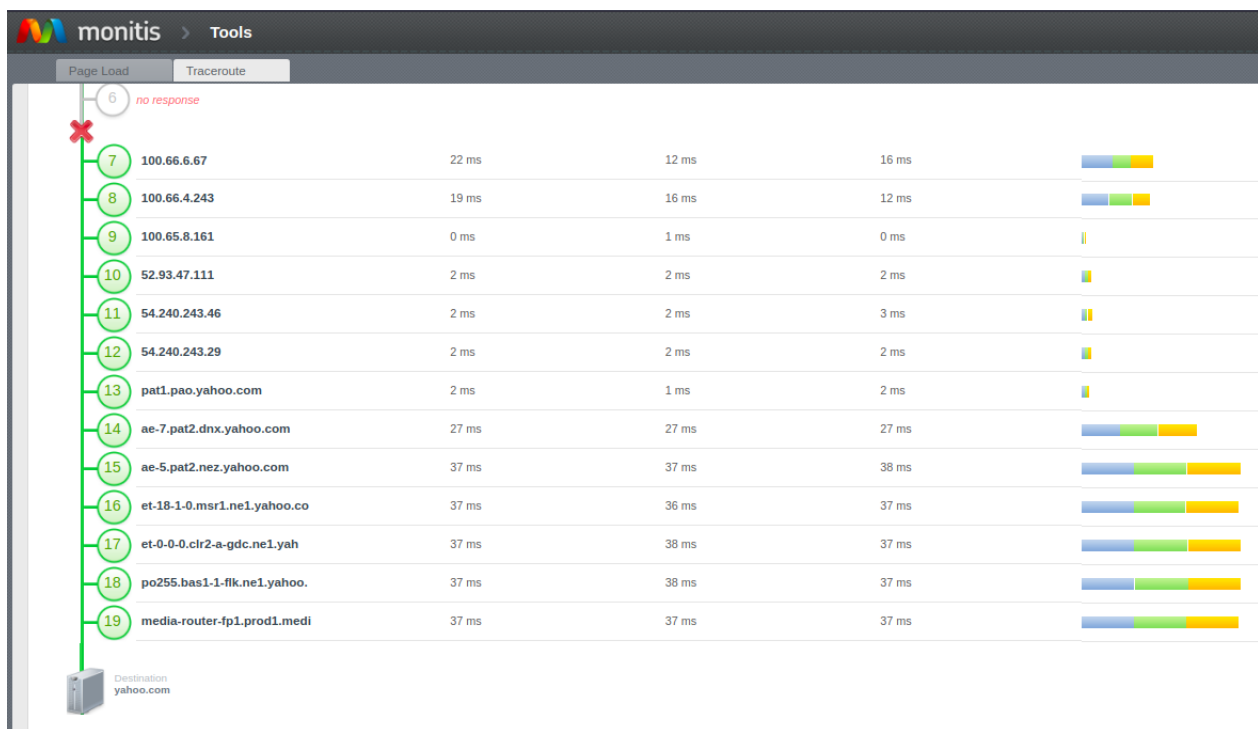 monitis > Tools
Page Load Traceroute
6 no response
7 100.66.6.67 22 ms 12 ms 16 ms
8 100.66.4.243 19 ms 16 ms 12 ms
9 100.65.8.161 0 ms 1 ms 0 ms
10 52.93.47.111 2 ms 2 ms 2 ms
11 54.240.243.46 2 ms 2 ms 3 ms
12 54.240.243.29 2 ms 2 ms 2 ms
13 pat1.pao.yahoo.com 2 ms 1 ms 2 ms
14 ae-7.pat2.dnx.yahoo.com 27 ms 27 ms 27 ms
15 ae-5.pat2.nez.yahoo.com 37 ms 37 ms 38 ms
16 et-18-1-0.msr1.ne1.yahoo.co 37 ms 36 ms 37 ms
17 et-0-0-0.clr2-a-gdc.ne1.yah 37 ms 38 ms 37 ms
18 po255.bas1-1-flk.ne1.yahoo. 37 ms 38 ms 37 ms
19 media-router-fp1.prod1.medi 37 ms 37 ms 37 ms
Destination
yahoo.com